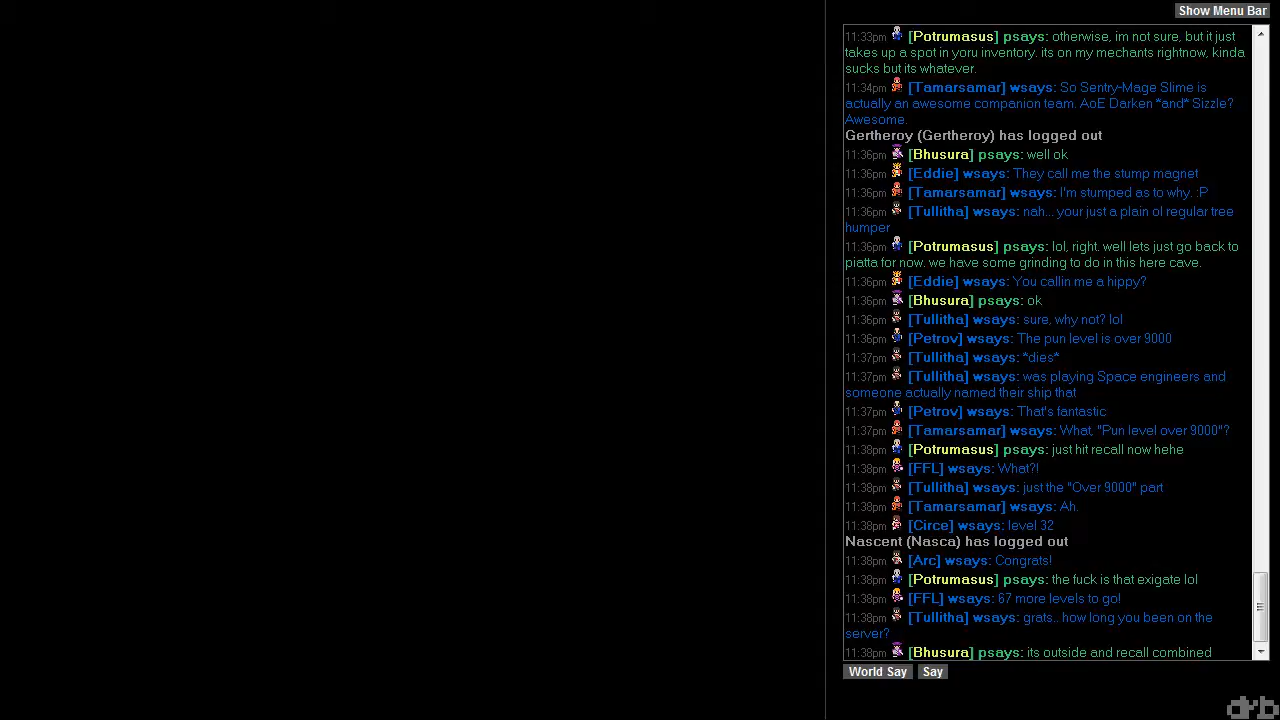 Show Menu Bar
11:33pm [Potrumasus] psays: otherwise, im not sure, but it just
takes up a spot in yoru inventory. its on my mechants rightnow, kinda
sucks but its whatever.
11:34pm [Tamarsamar] wsays: So Sentry-Mage Slime is
actually an awesome companion team. AoE Darken *and* Sizzle?
Awesome.
Gertheroy (Gertheroy) has logged out
11:36pm [Bhusura] psays: well ok
11:36pm [Eddie] wsays: They call me the stump magnet
11:36pm [Tamarsamar] wsays: I'm stumped as to why. :P
11:36pm [Tullitha] wsays: nah... your just a plain ol regular tree
humper
11:36pm [Potrumasus] psays: lol, right. well lets just go back to
piatta for now. we have some grinding to do in this here cave.
11:36pm [Eddie] wsays: You callin me a hippy?
11:36pm [Bhusura] psays: ok
11:36pm [Tullitha] wsays: sure, why not? lol
11:36pm [Petrov] wsays: The pun level is over 9000
11:37pm [Tullitha] wsays: *dies*
11:37pm [Tullitha] wsays: was playing Space engineers and
someone actually named their ship that
11:37pm [Petrov] wsays: That's fantastic
11:37pm [Tamarsamar] wsays: What, "Pun level over 9000"?
11:38pm [Potrumasus] psays: just hit recall now hehe
11:38pm [FFL] wsays: What?!
11:38pm [Tullitha] wsays: just the "Over 9000" part
11:38pm [Tamarsamar] wsays: Ah.
11:38pm [Circe] wsays: level 32
Nascent (Nasca) has logged out
11:38pm [Arc] wsays: Congrats!
11:38pm [Potrumasus] psays: the fuck is that exigate lol
11:38pm [FFL] wsays: 67 more levels to go!
11:38pm [Tullitha] wsays: grats...how long you been on the
server?
11:38pm [Bhusura] psays: its outside and recall combined
World Say Say